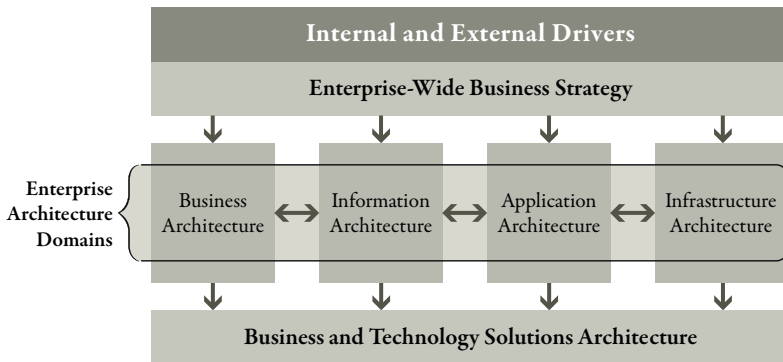 Internal and External Drivers
Enterprise-Wide Business Strategy
Enterprise
Architecture
Domains
Business
Architecture
Information
Architecture
Application
Architecture
Infrastructure
Architecture
Business and Technology Solutions Architecture